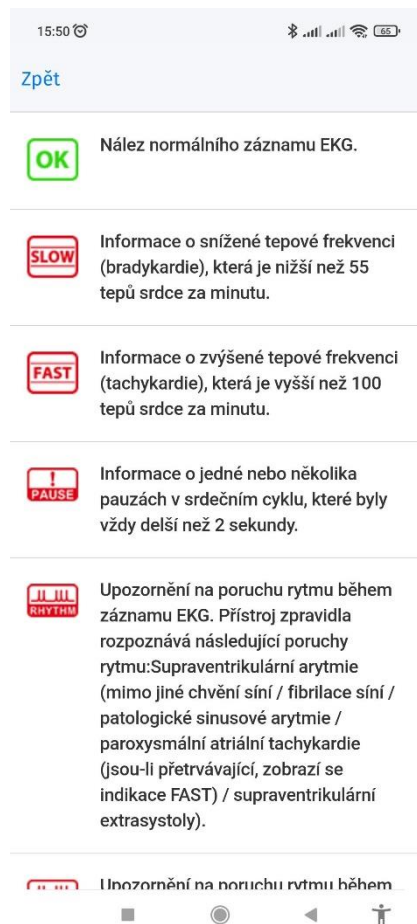 15:50
65
Zpět
OK
Nález normálního záznamu EKG.
SLOW
Informace o snížené tepové frekvenci
(bradykardie), která je nižší než 55
tepů srdce za minutu.
FAST
Informace o zvýšené tepové frekvenci
(tachykardie), která je vyšší než 100
tepů srdce za minutu.
!
PAUSE
Informace o jedné nebo několika
pauzách v srdečním cyklu, které byly
vždy delší než 2 sekundy.
RHYTHM
Upozornění na poruchu rytmu během
záznamu EKG. Přístroj zpravidla
rozpoznává následující poruchy
rytmu:Supraventrikulární arytmie
(mimo jiné chvění síní / fibrilace síní /
patologické sinusové arytmie /
paroxysmální atriální tachykardie
(jsou-li přetrvávající, zobrazí se
indikace FAST) / supraventrikulární
extrasystoly).
Upozornění na poruchu rytmu během